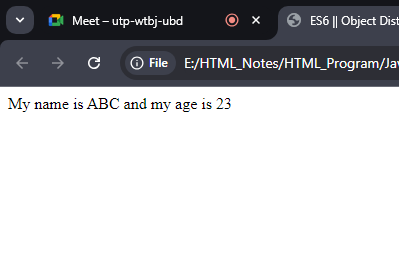 Meet – utp-wtbj-ubd
ES6 || Object Dist
File
E:/HTML_Notes/HTML_Program/Jav
My name is ABC and my age is 23